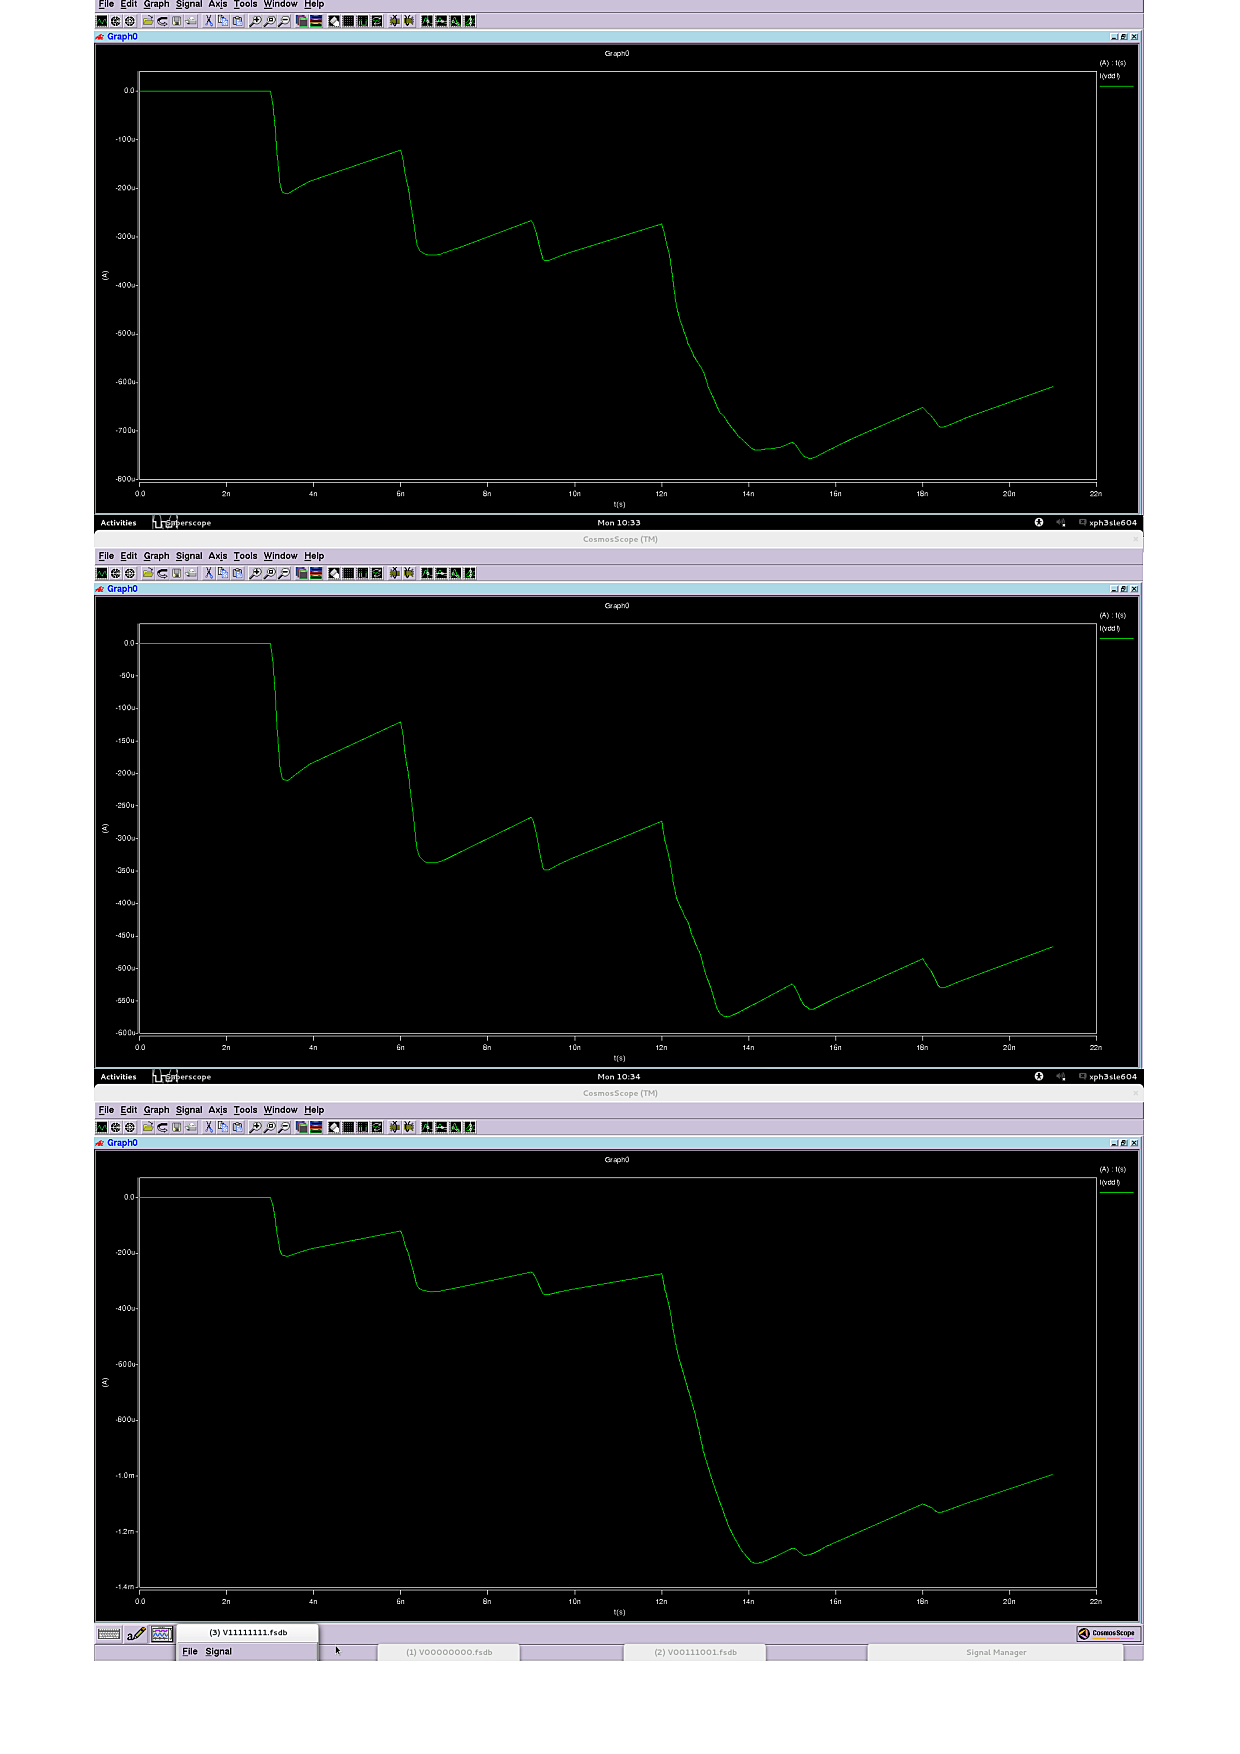 File Edit Graph Signal Axis Tools Window Help
Graph0
Graph0
(A) : t(s)
i(vdd!)
0.0
-100u
-200u
-300u
-400u
-500u
-600u
-700u
-800u
(A)
0.0 2n 4n 6n 8n 10n 12n 14n 16n 18n 20n 22n
t(s)
Activities Mon 10:33 xph3sle604
CosmosScope (TM)
File Edit Graph Signal Axis Tools Window Help
Graph0
Graph0
(A) : t(s)
i(vdd!)
0.0
-50u
-100u
-150u
-200u
-250u
-300u
-350u
-400u
-450u
-500u
-550u
-600u
(A)
0.0 2n 4n 6n 8n 10n 12n 14n 16n 18n 20n 22n
t(s)
Activities Mon 10:34 xph3sle604
CosmosScope (TM)
File Edit Graph Signal Axis Tools Window Help
Graph0
Graph0
(A) : t(s)
i(vdd!)
0.0
-200u
-400u
-600u
-800u
-1.0m
-1.2m
-1.4m
(A)
0.0 2n 4n 6n 8n 10n 12n 14n 16n 18n 20n 22n
t(s)
(3) V11111111.fsdb CosmosScope
File Signal (1) V00000000.fsdb (2) V00111001.fsdb Signal Manager